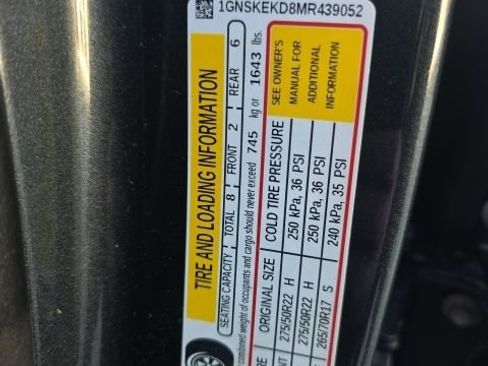 1GNSKEKD8MR439052
TIRE AND LOADING INFORMATION
SEATING CAPACITY TOTAL 8 FRONT 2 REAR 6
combined weight of occupants and cargo should never exceed 745 kg or 1643 lbs.
ORIGINAL SIZE COLD TIRE PRESSURE SEE OWNER'S
275/50R22 H 250 kPa, 36 PSI MANUAL FOR
275/50R22 H 250 kPa, 36 PSI ADDITIONAL
265/70R17 S 240 kPa, 35 PSI INFORMATION